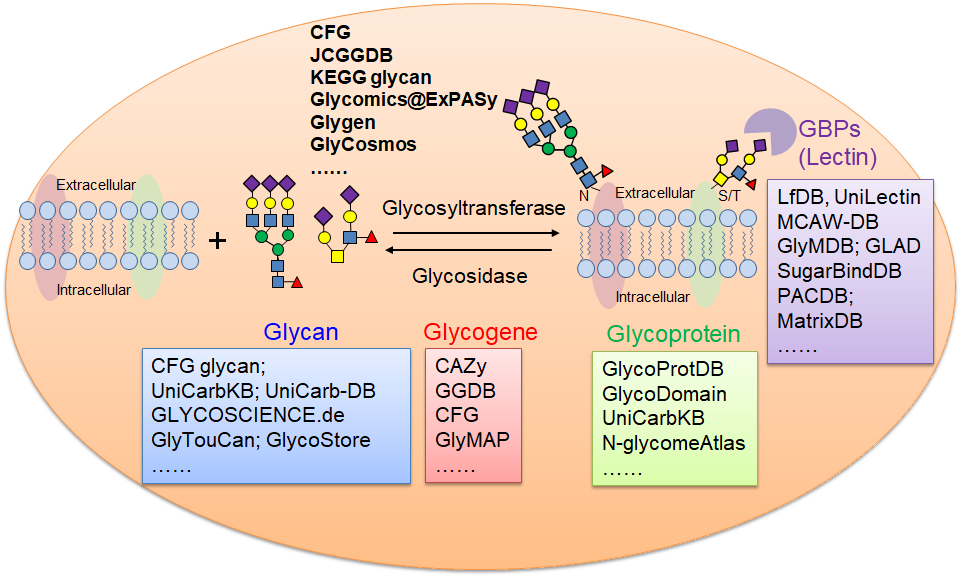 CFG
JCGGDB
KEGG glycan
Glycomics@ExPASy
Glygen
GlyCosmos
......
Extracellular
Intracellular
+
Glycosyltransferase
Glycosidase
N
Extracellular
S/T
Intracellular
GBPs
(Lectin)
LfDB, UniLectin
MCAW-DB
GlyMDB; GLAD
SugarBindDB
PACDB;
MatrixDB
......
Glycan
CFG glycan;
UniCarbKB; UniCarb-DB
GLYCOSCIENCE.de
GlyTouCan; GlycoStore
......
Glycogene
CAZy
GGDB
CFG
GlyMAP
......
Glycoprotein
GlycoProtDB
GlycoDomain
UniCarbKB
N-glycomeAtlas
......